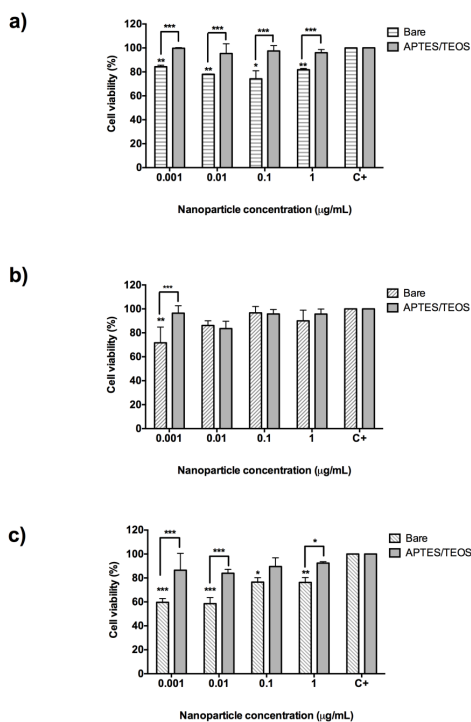 a)
Bare
APTES/TEOS
Cell viability (%)
120
100
80
60
40
20
0
*** *** *** ***
** ** * **
0.001 0.01 0.1 1 C+
Nanoparticle concentration (µg/mL)
b)
Bare
APTES/TEOS
Cell viability (%)
120
100
80
60
40
20
0
***
**
0.001 0.01 0.1 1 C+
Nanoparticle concentration (µg/mL)
c)
Bare
APTES/TEOS
Cell viability (%)
120
100
80
60
40
20
0
*** *** *
*** *** * **
0.001 0.01 0.1 1 C+
Nanoparticle concentration (µg/mL)